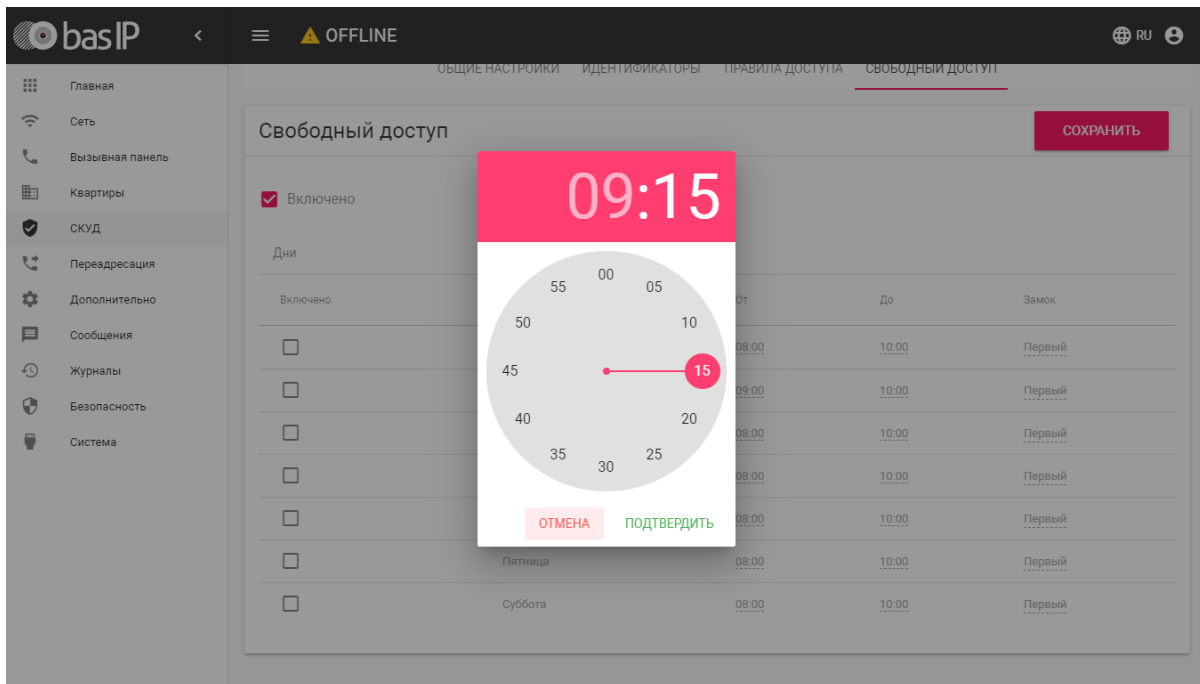 basIP
OFFLINE
RU
ОБЩИЕ НАСТРОЙКИ ИДЕНТИФИКАТОРЫ ПРАВИЛА ДОСТУПА СВОБОДНЫЙ ДОСТУП
Главная
Сеть
Вызывная панель
Квартиры
СКУД
Переадресация
Дополнительно
Сообщения
Журналы
Безопасность
Система
Свободный доступ
СОХРАНИТЬ
Включено
Дни
Включено От До Замок
08:00 10:00 Первый
09:00 10:00 Первый
08:00 10:00 Первый
08:00 10:00 Первый
08:00 10:00 Первый
Пятница 08:00 10:00 Первый
Суббота 08:00 10:00 Первый
09:15
00
05
10
15
20
25
30
35
40
45
50
55
ОТМЕНА ПОДТВЕРДИТЬ